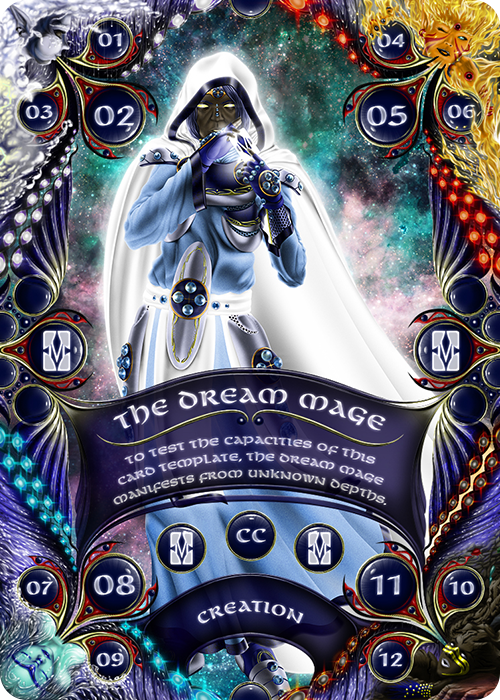 01
04
03
02
05
06
THE DREAM MAGE
TO TEST THE CAPACITIES OF THIS
CARD TEMPLATE, THE DREAM MAGE
MANIFESTS FROM UNKNOWN DEPTHS.
CC
07
08
11
10
CREATION
09
12